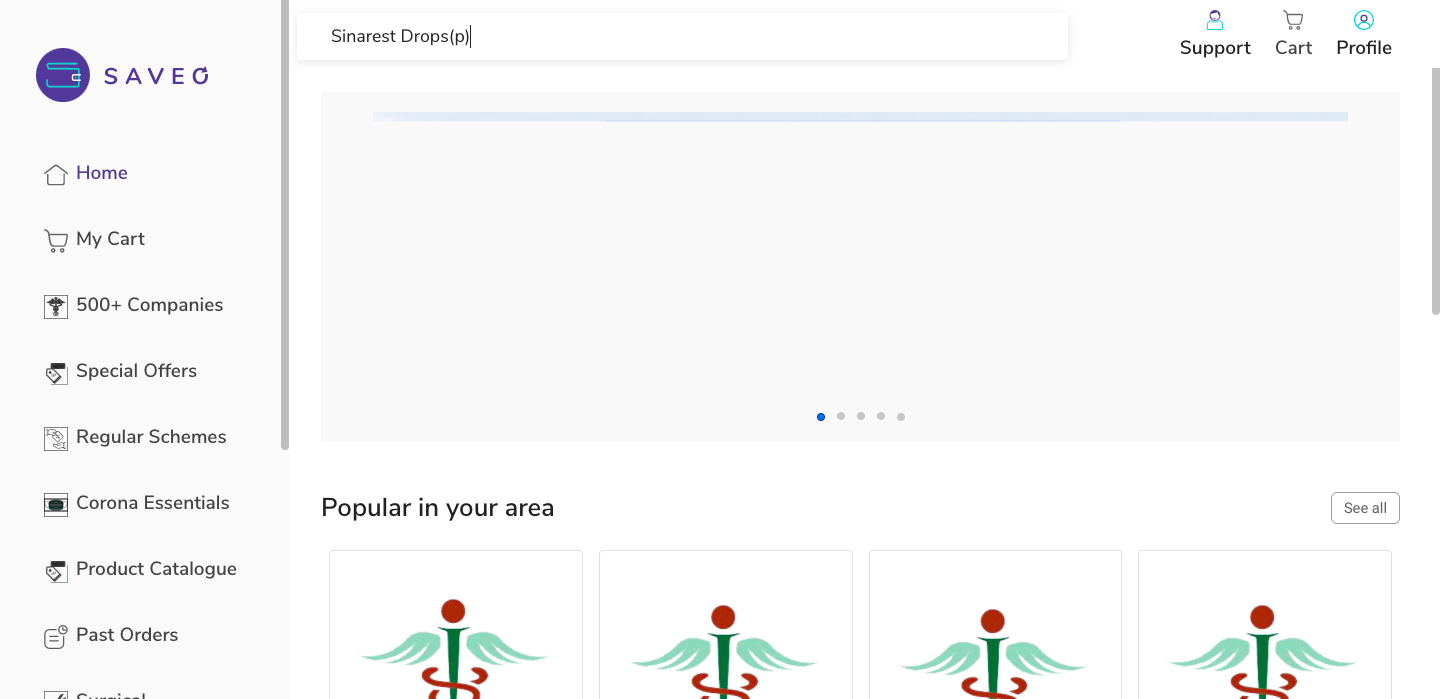 Sinarest Drops(p)
Support
Cart
Profile
SAVEO
Home
My Cart
500+ Companies
Special Offers
Regular Schemes
Corona Essentials
Product Catalogue
Past Orders
Surgical
Popular in your area
See all